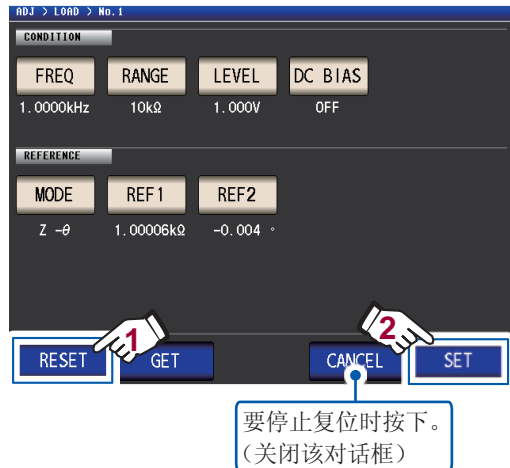 ADJ > LOAD > No.1
CONDITION
FREQ RANGE LEVEL DC BIAS
1.0000kHz 10kΩ 1.000V OFF
REFERENCE
MODE REF1 REF2
Z -θ 1.00006kΩ -0.004 °
1 2
RESET GET CANCEL SET
要停止复位时按下。
（关闭该对话框）